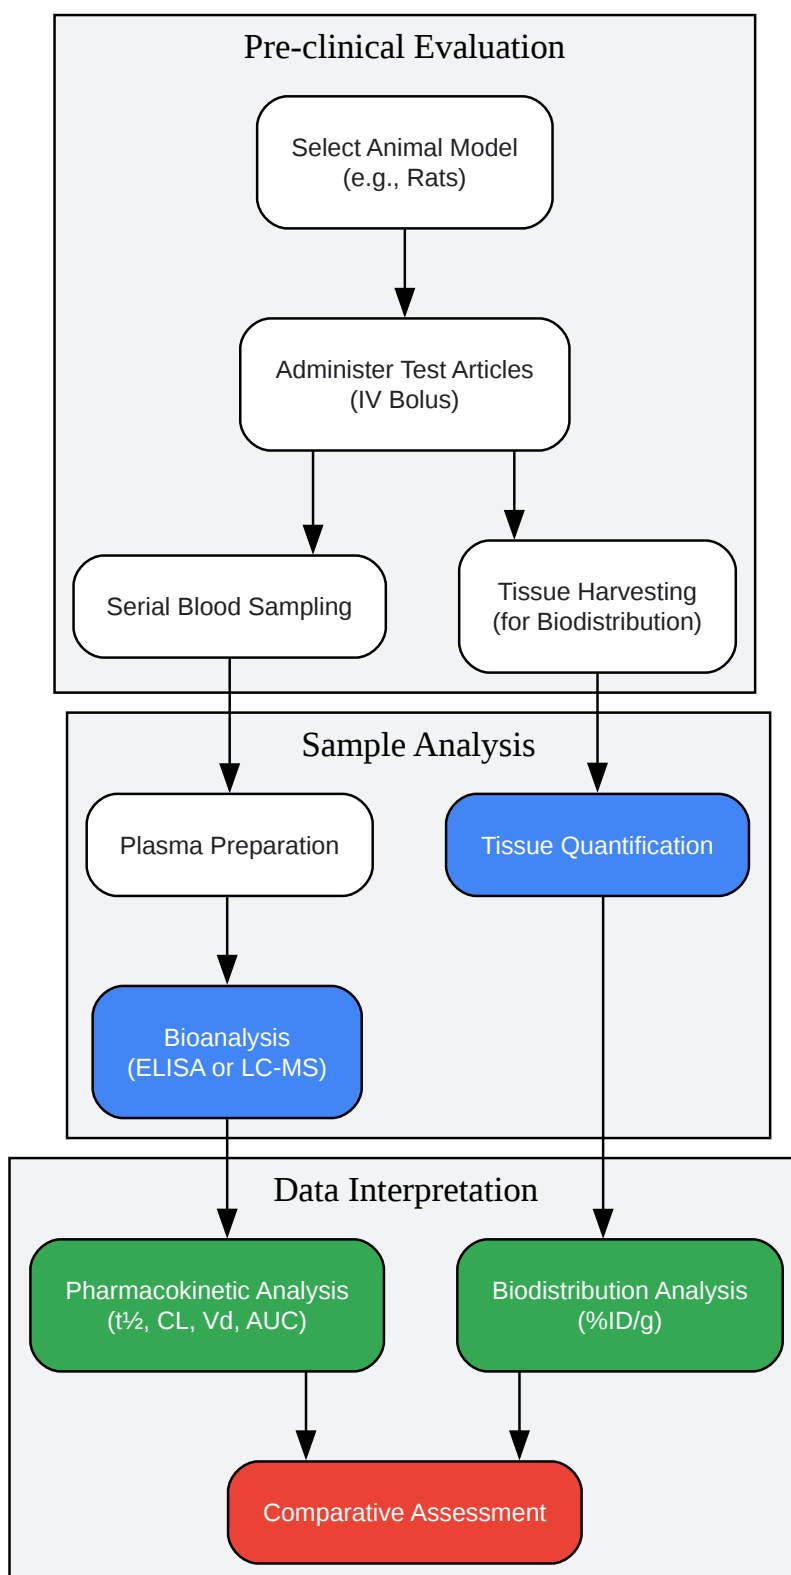 Pre-clinical Evaluation
Select Animal Model
(e.g., Rats)
Administer Test Articles
(IV Bolus)
Serial Blood Sampling
Tissue Harvesting
(for Biodistribution)
Sample Analysis
Plasma Preparation
Tissue Quantification
Bioanalysis
(ELISA or LC-MS)
Data Interpretation
Pharmacokinetic Analysis
(t½, CL, Vd, AUC)
Biodistribution Analysis
(%ID/g)
Comparative Assessment